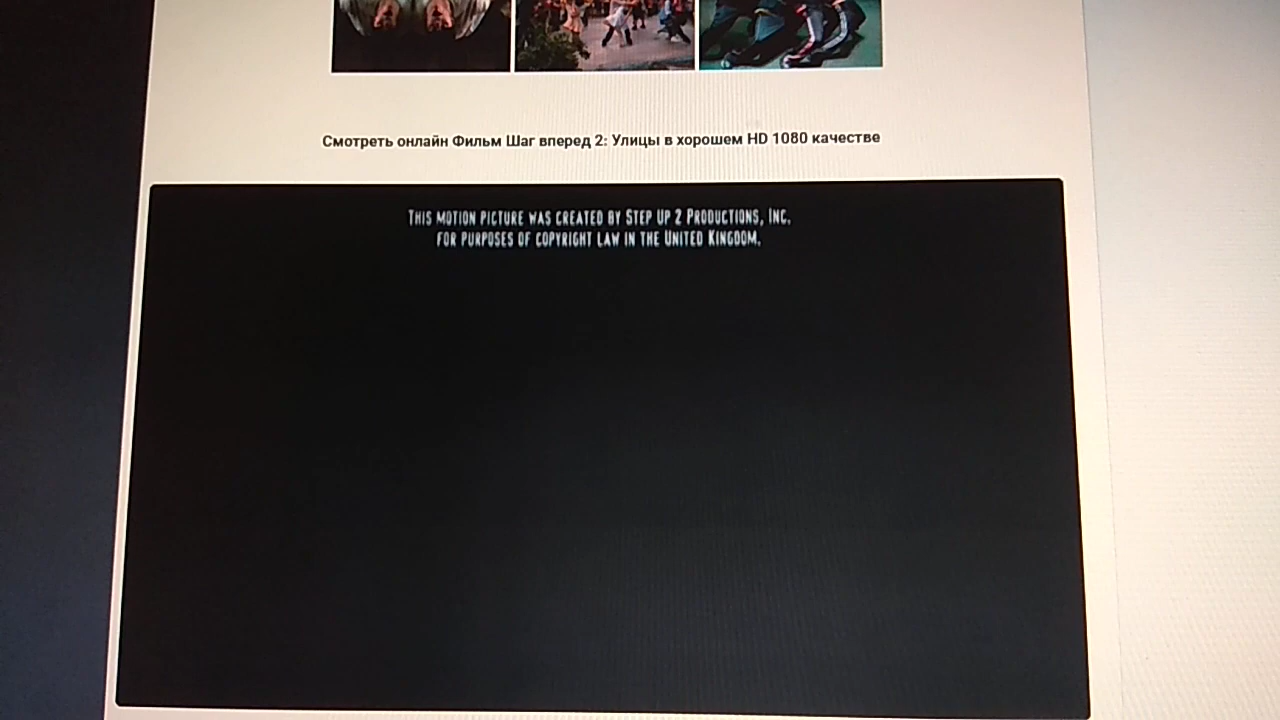 Смотреть онлайн Фильм Шаг вперед 2: Улицы в хорошем HD 1080 качестве
THIS MOTION PICTURE WAS CREATED BY STEP UP 2 PRODUCTIONS, INC.
FOR PURPOSES OF COPYRIGHT LAW IN THE UNITED KINGDOM.